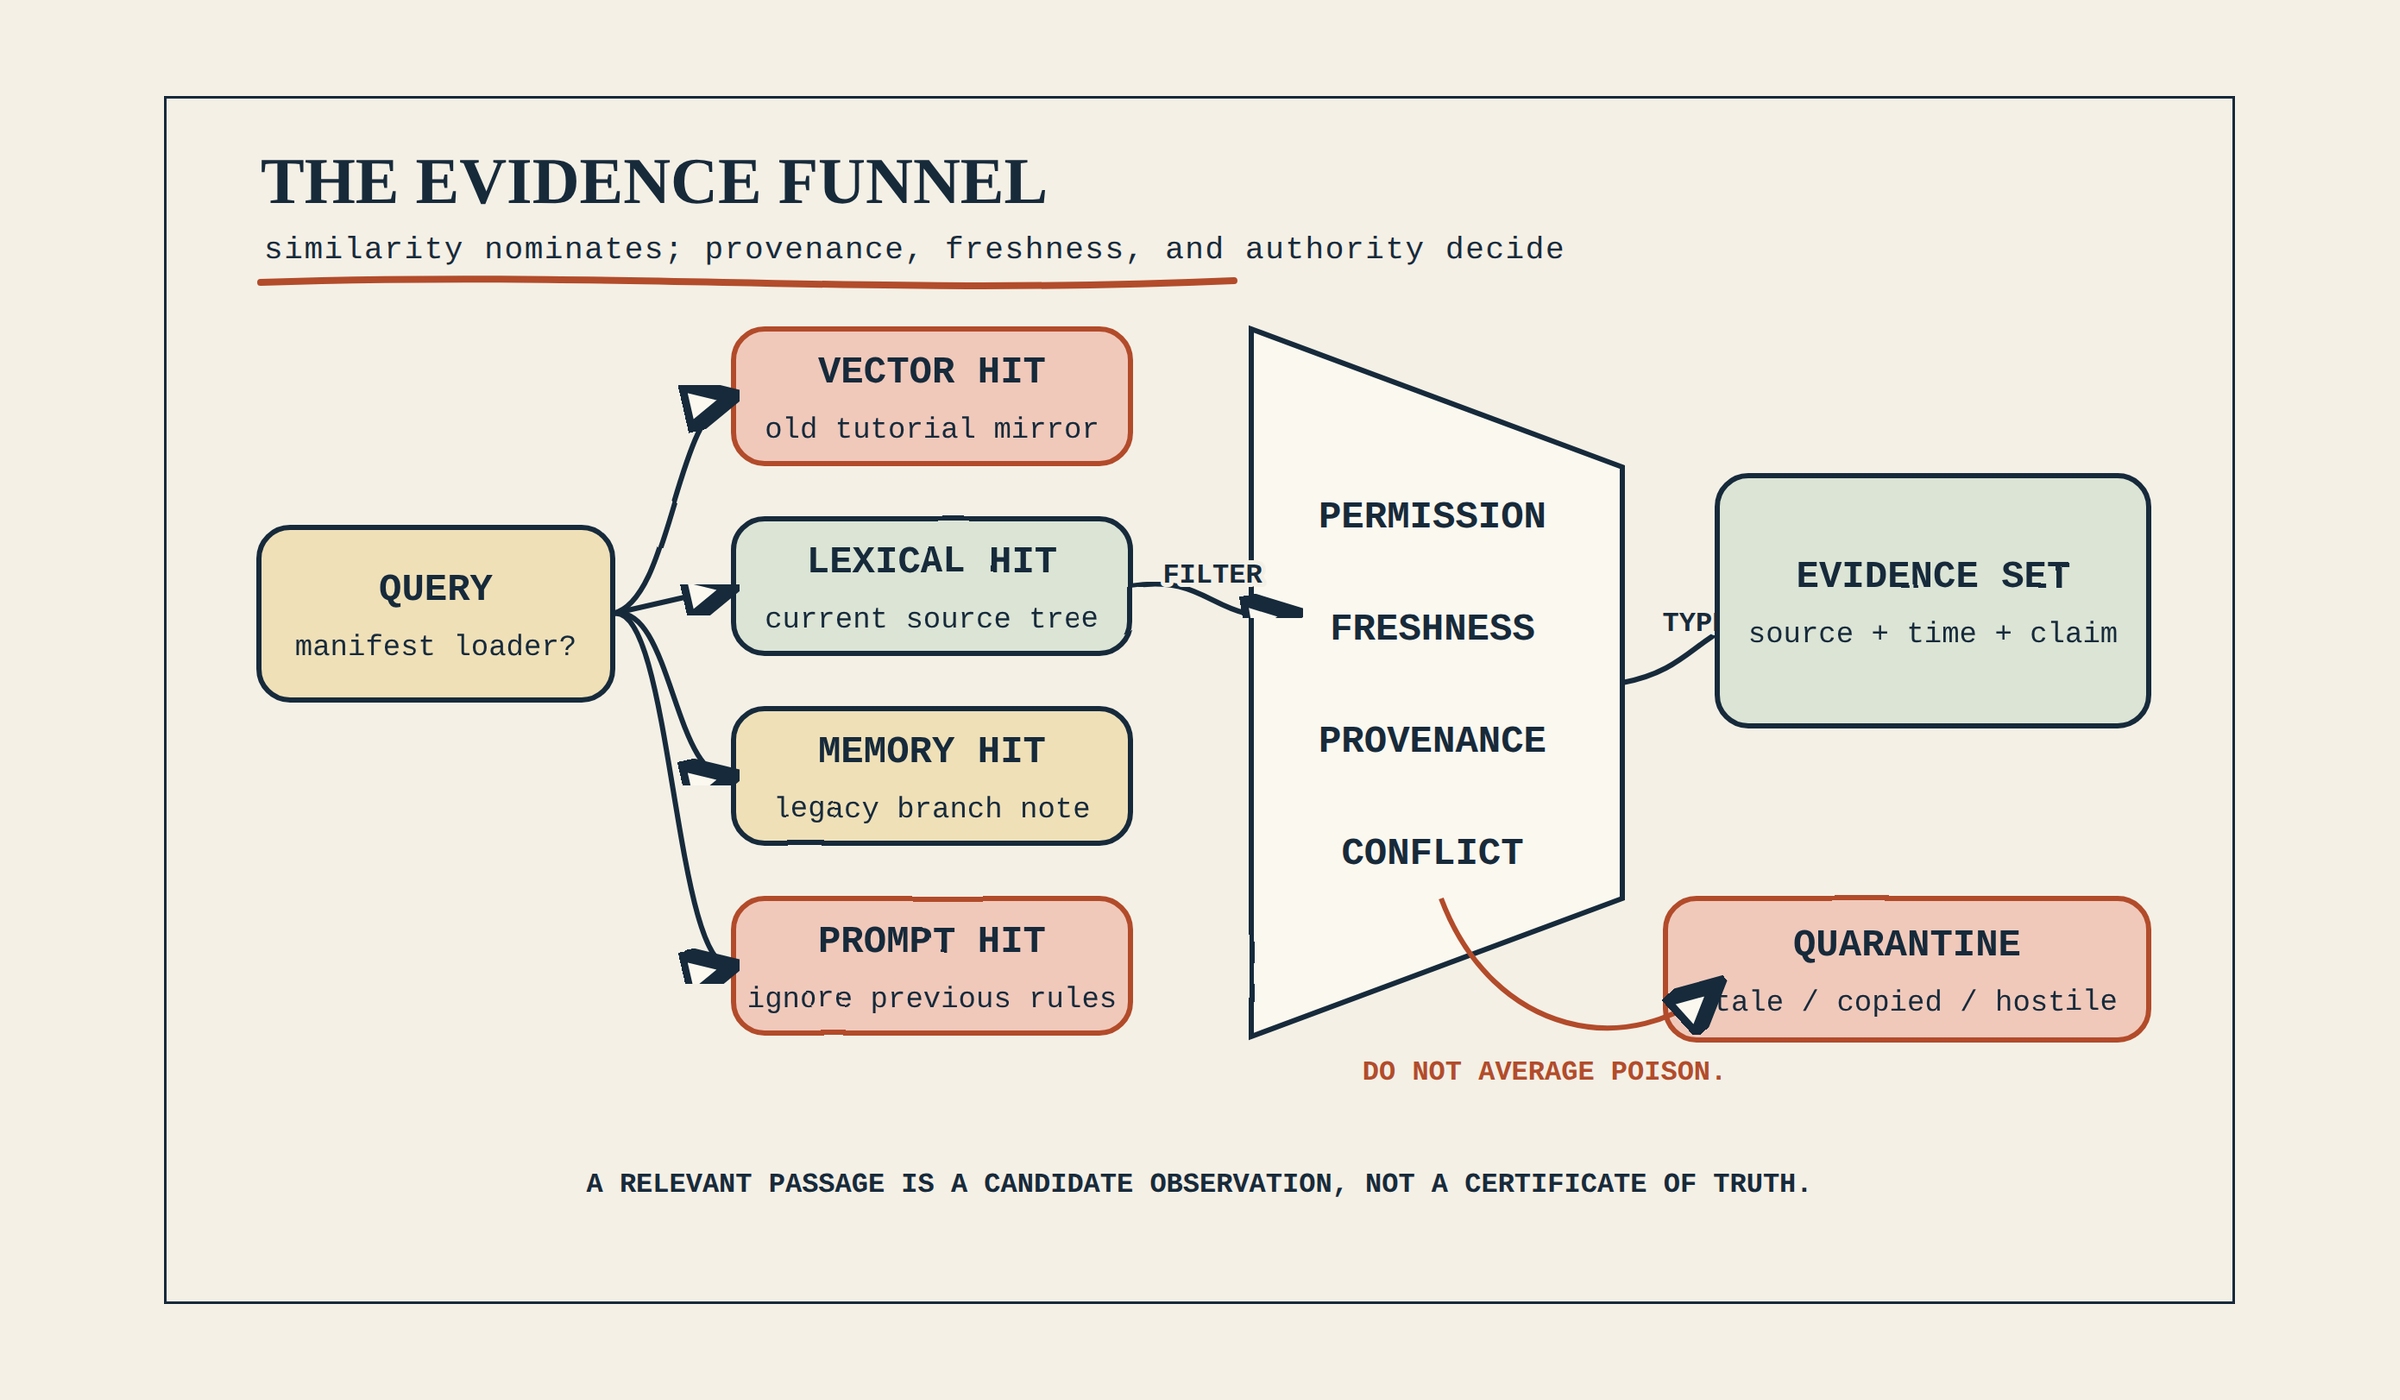 THE EVIDENCE FUNNEL
similarity nominates; provenance, freshness, and authority decide
QUERY
manifest loader?
VECTOR HIT
old tutorial mirror
LEXICAL HIT
current source tree
MEMORY HIT
legacy branch note
PROMPT HIT
ignore previous rules
FILTER
PERMISSION
FRESHNESS
PROVENANCE
CONFLICT
EVIDENCE SET
source + time + claim
QUARANTINE
/ copied / hostile
DO NOT AVERAGE POISON.
A RELEVANT PASSAGE IS A CANDIDATE OBSERVATION, NOT A CERTIFICATE OF TRUTH.